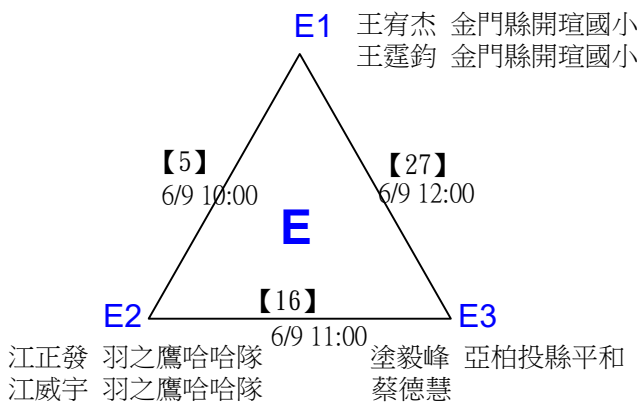 E1
王宥杰 金門縣開瑄國小
王霆鈞 金門縣開瑄國小
【5】
6/9 10:00
【27】
6/9 12:00
E
【16】
6/9 11:00
E2
E3
江正發 羽之鷹哈哈隊
江威宇 羽之鷹哈哈隊
塗毅峰 亞柏投縣平和
蔡德慧